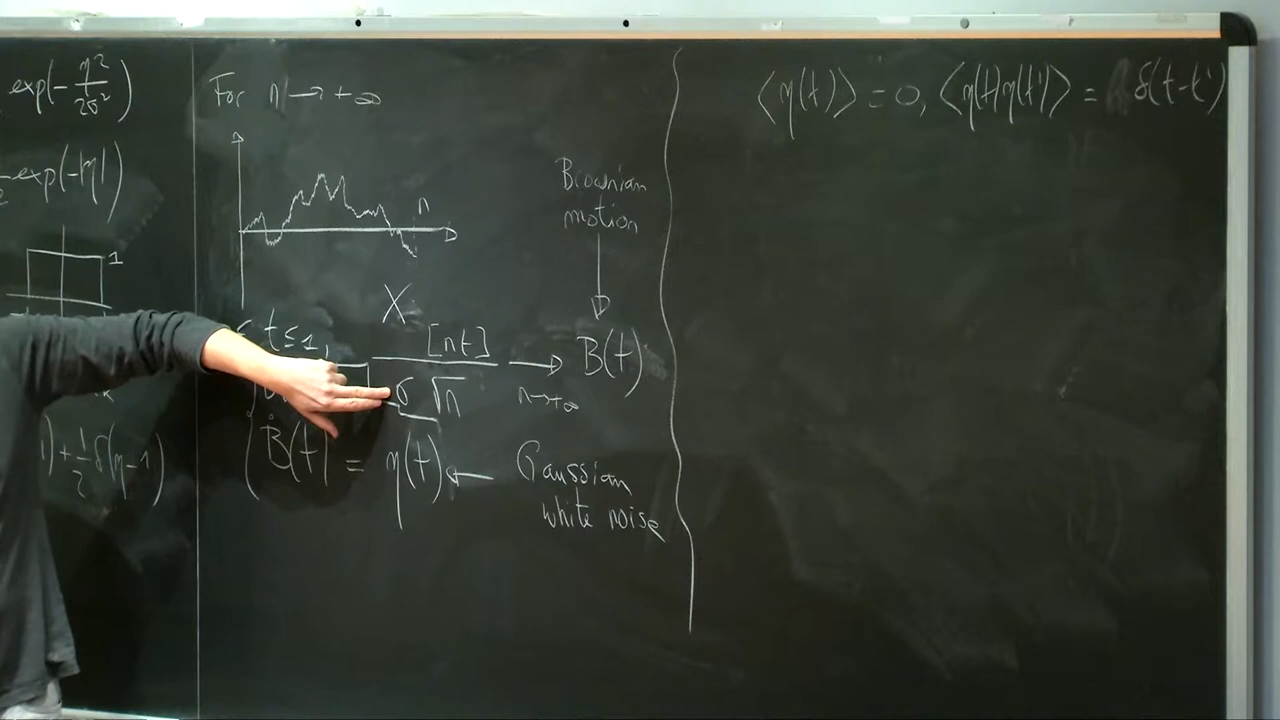 exp(-η²/2σ²)
exp(-|η|)
1
)+1/2 δ(η-1)
For n→+∞
n
Brownian
motion
t≤1,
X[nt]
σ√n
n→+∞
B(t)
Ḃ(t) = η(t) ← Gaussian
white noise
⟨η(t)⟩ = 0, ⟨η(t)η(t')⟩ = δ(t-t')